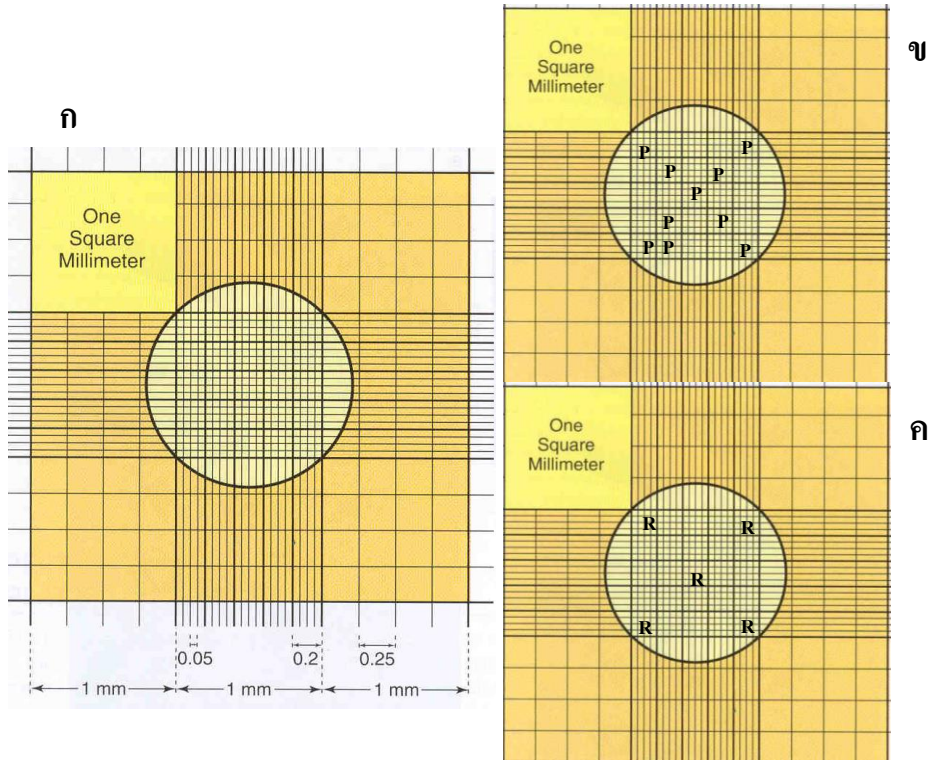 ก
One
Square
Millimeter
0.05
0.2
0.25
1 mm
1 mm
1 mm
ข
One
Square
Millimeter
P
P
P
P
P
P
P
P
P
P
ค
One
Square
Millimeter
R
R
R
R
R